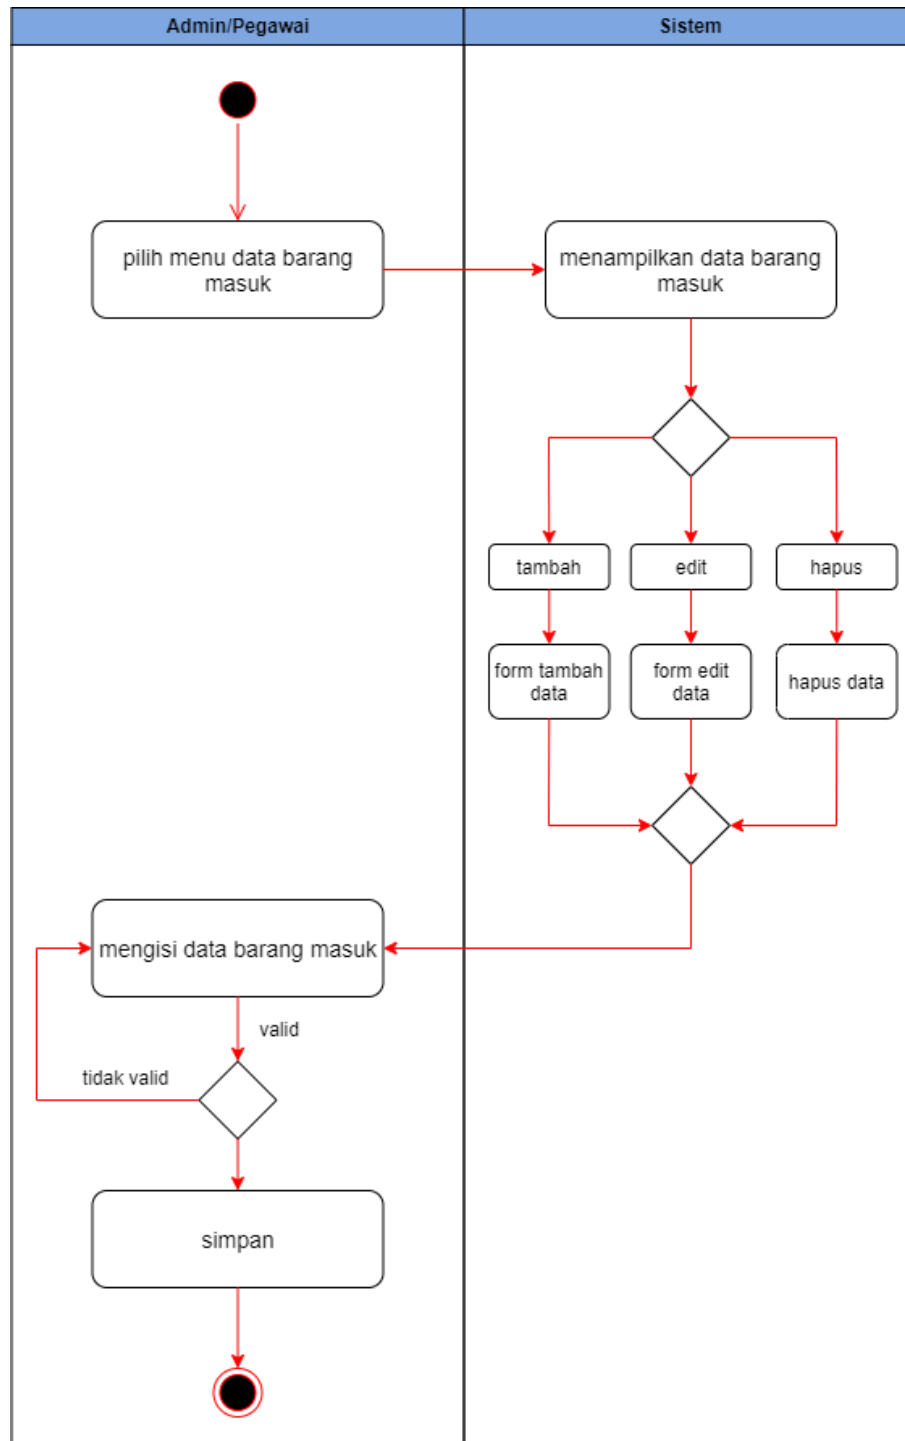 Admin/Pegawai
Sistem
pilih menu data barang
masuk
menampilkan data barang
masuk
tambah
edit
hapus
form tambah
data
form edit
data
hapus data
mengisi data barang masuk
valid
tidak valid
simpan